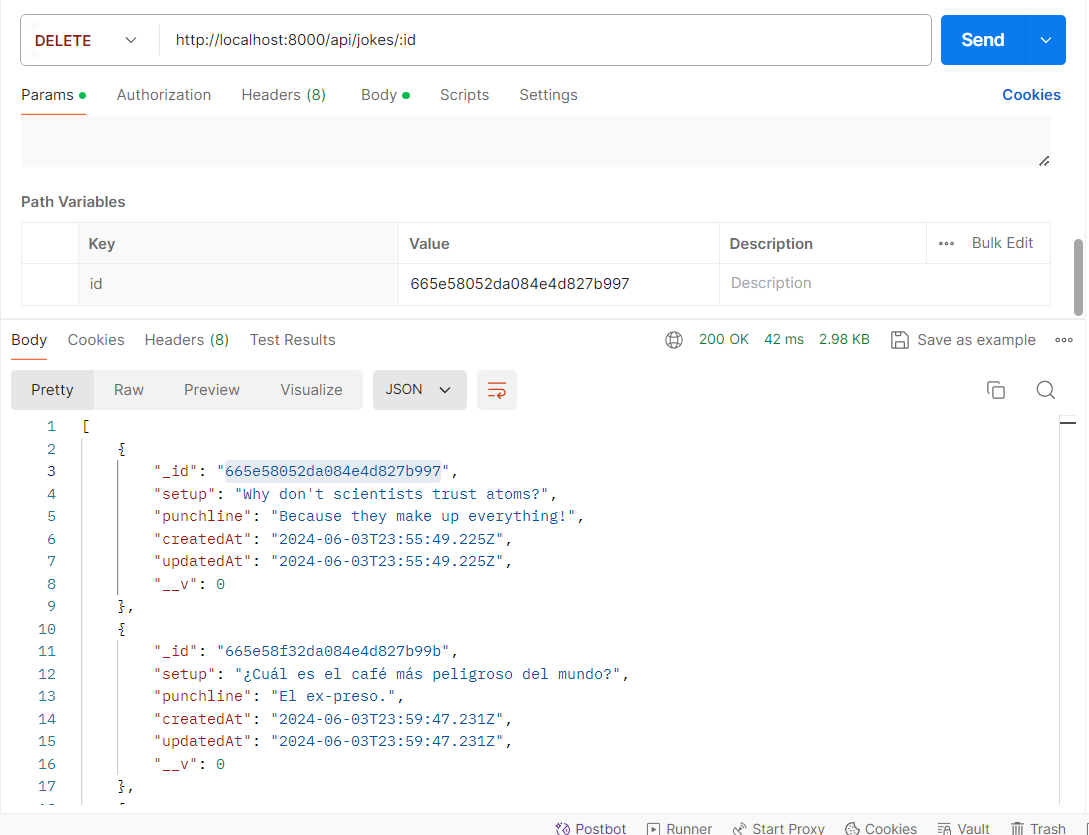 DELETE http://localhost:8000/api/jokes/:id Send
Params Authorization Headers (8) Body Scripts Settings Cookies
Path Variables
Key Value Description ••• Bulk Edit
id 665e58052da084e4d827b997 Description
Body Cookies Headers (8) Test Results 200 OK 42 ms 2.98 KB Save as example
Pretty Raw Preview Visualize JSON
1 [
2 {
3 "_id": "665e58052da084e4d827b997",
4 "setup": "Why don't scientists trust atoms?",
5 "punchline": "Because they make up everything!",
6 "createdAt": "2024-06-03T23:55:49.225Z",
7 "updatedAt": "2024-06-03T23:55:49.225Z",
8 "__v": 0
9 },
10 {
11 "_id": "665e58f32da084e4d827b99b",
12 "setup": "¿Cuál es el café más peligroso del mundo?",
13 "punchline": "El ex-preso.",
14 "createdAt": "2024-06-03T23:59:47.231Z",
15 "updatedAt": "2024-06-03T23:59:47.231Z",
16 "__v": 0
17 },
Postbot Runner Start Proxy Cookies Vault Trash